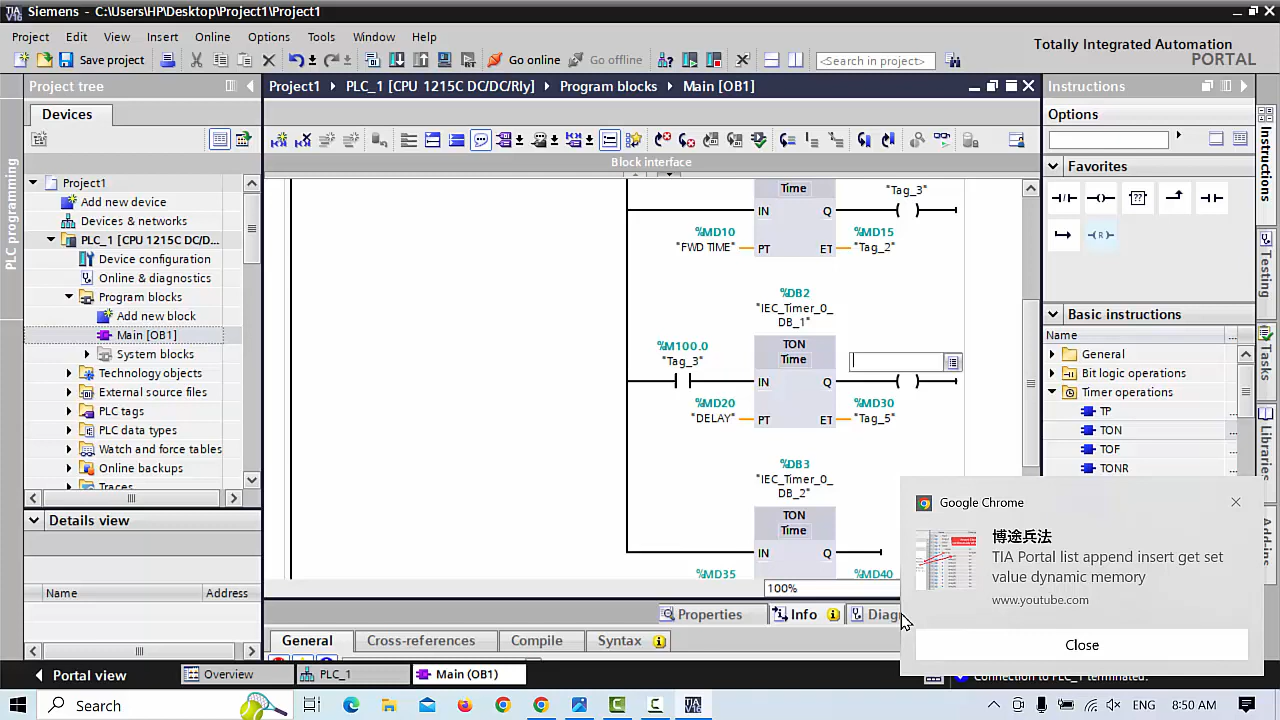 Siemens - C:\Users\HP\Desktop\Project1\Project1
Project Edit View Insert Online Options Tools Window Help
Totally Integrated Automation
PORTAL
Save project
Go online
Go offline
<Search in project>
Project tree
Project1 PLC_1 [CPU 1215C DC/DC/Rly] Program blocks Main [OB1]
Instructions
Devices
Options
Block interface
Favorites
PLC programming
Project1
Add new device
Devices & networks
PLC_1 [CPU 1215C DC/D...
Device configuration
Online & diagnostics
Program blocks
Add new block
Main [OB1]
System blocks
Technology objects
External source files
PLC tags
PLC data types
Watch and force tables
Online backups
Traces
Details view
Name Address
Time
"Tag_3"
IN Q
%MD10 %MD15
"FWD TIME" PT ET "Tag_2"
%DB2
"IEC_Timer_0_
DB_1"
%M100.0 TON
"Tag_3" Time
IN Q
%MD20 %MD30
"DELAY" PT ET "Tag_5"
%DB3
"IEC_Timer_0_
DB_2"
TON
Time
IN Q
%MD35 %MD40
100%
Basic instructions
Name
General
Bit logic operations
Timer operations
TP
TON
TOF
TONR
Instructions
Testing
Tasks
Libraries
Add-ins
Google Chrome
博途兵法
TIA Portal list append insert get set
value dynamic memory
www.youtube.com
Close
Properties Info Diag
General Cross-references Compile Syntax
Portal view Overview PLC_1 Main (OB1)
Connection to PLC_1 terminated.
Search
ENG 8:50 AM